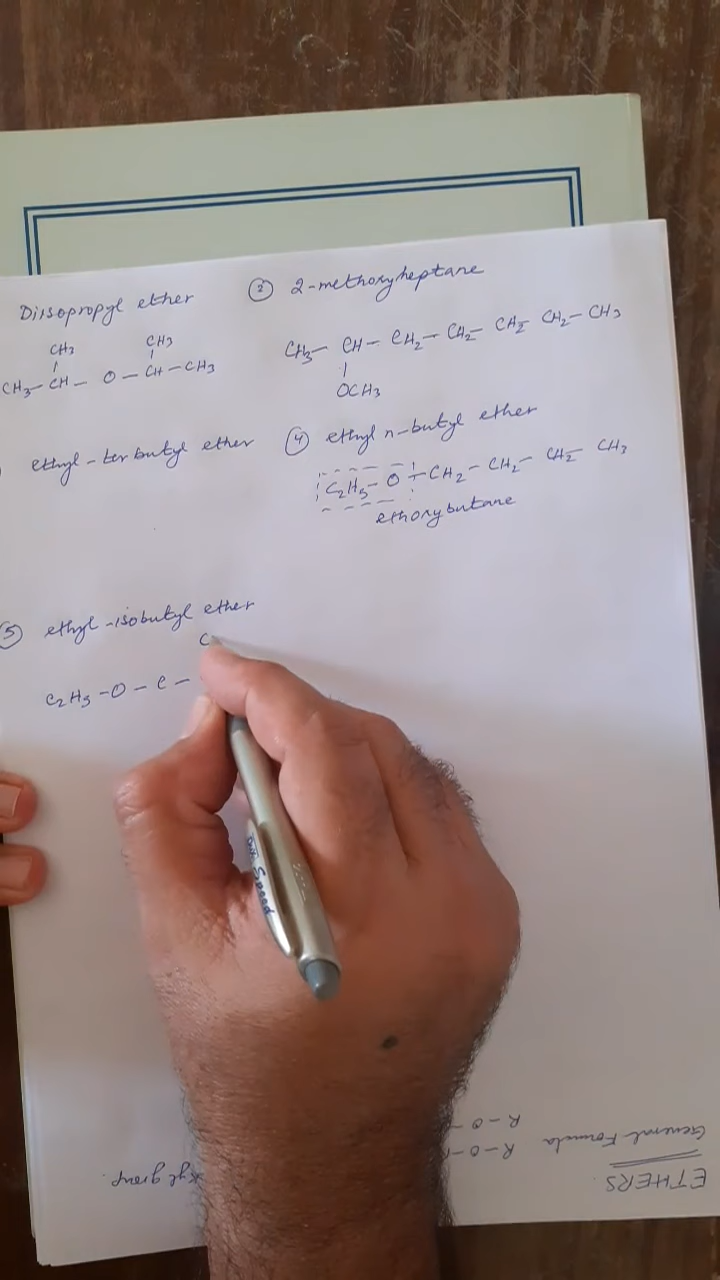 Diisopropyl ether
CH3 CH3
CH3-CH-O-CH-CH3
② 2-methoxyheptane
CH3-CH-CH2-CH2-CH2-CH2-CH3
OCH3
ethyl-ter butyl ether
④ ethyl n-butyl ether
C2H5-O-CH2-CH2-CH2-CH3
ethoxybutane
⑤ ethyl-isobutyl ether
C
C2H5-O-C-
ETHERS
General Formula
R-O-
R-O-
group